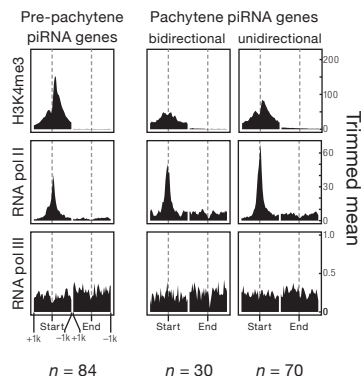 Pre-pachytene
piRNA genes
Pachytene piRNA genes
bidirectional unidirectional
H3K4me3
200
100
0
RNA pol II
60
30
0
RNA pol III
1.0
0.5
0
Trimmed mean
Start End
Start End
Start End
+1k -1k +1k -1k
n = 84
n = 30
n = 70